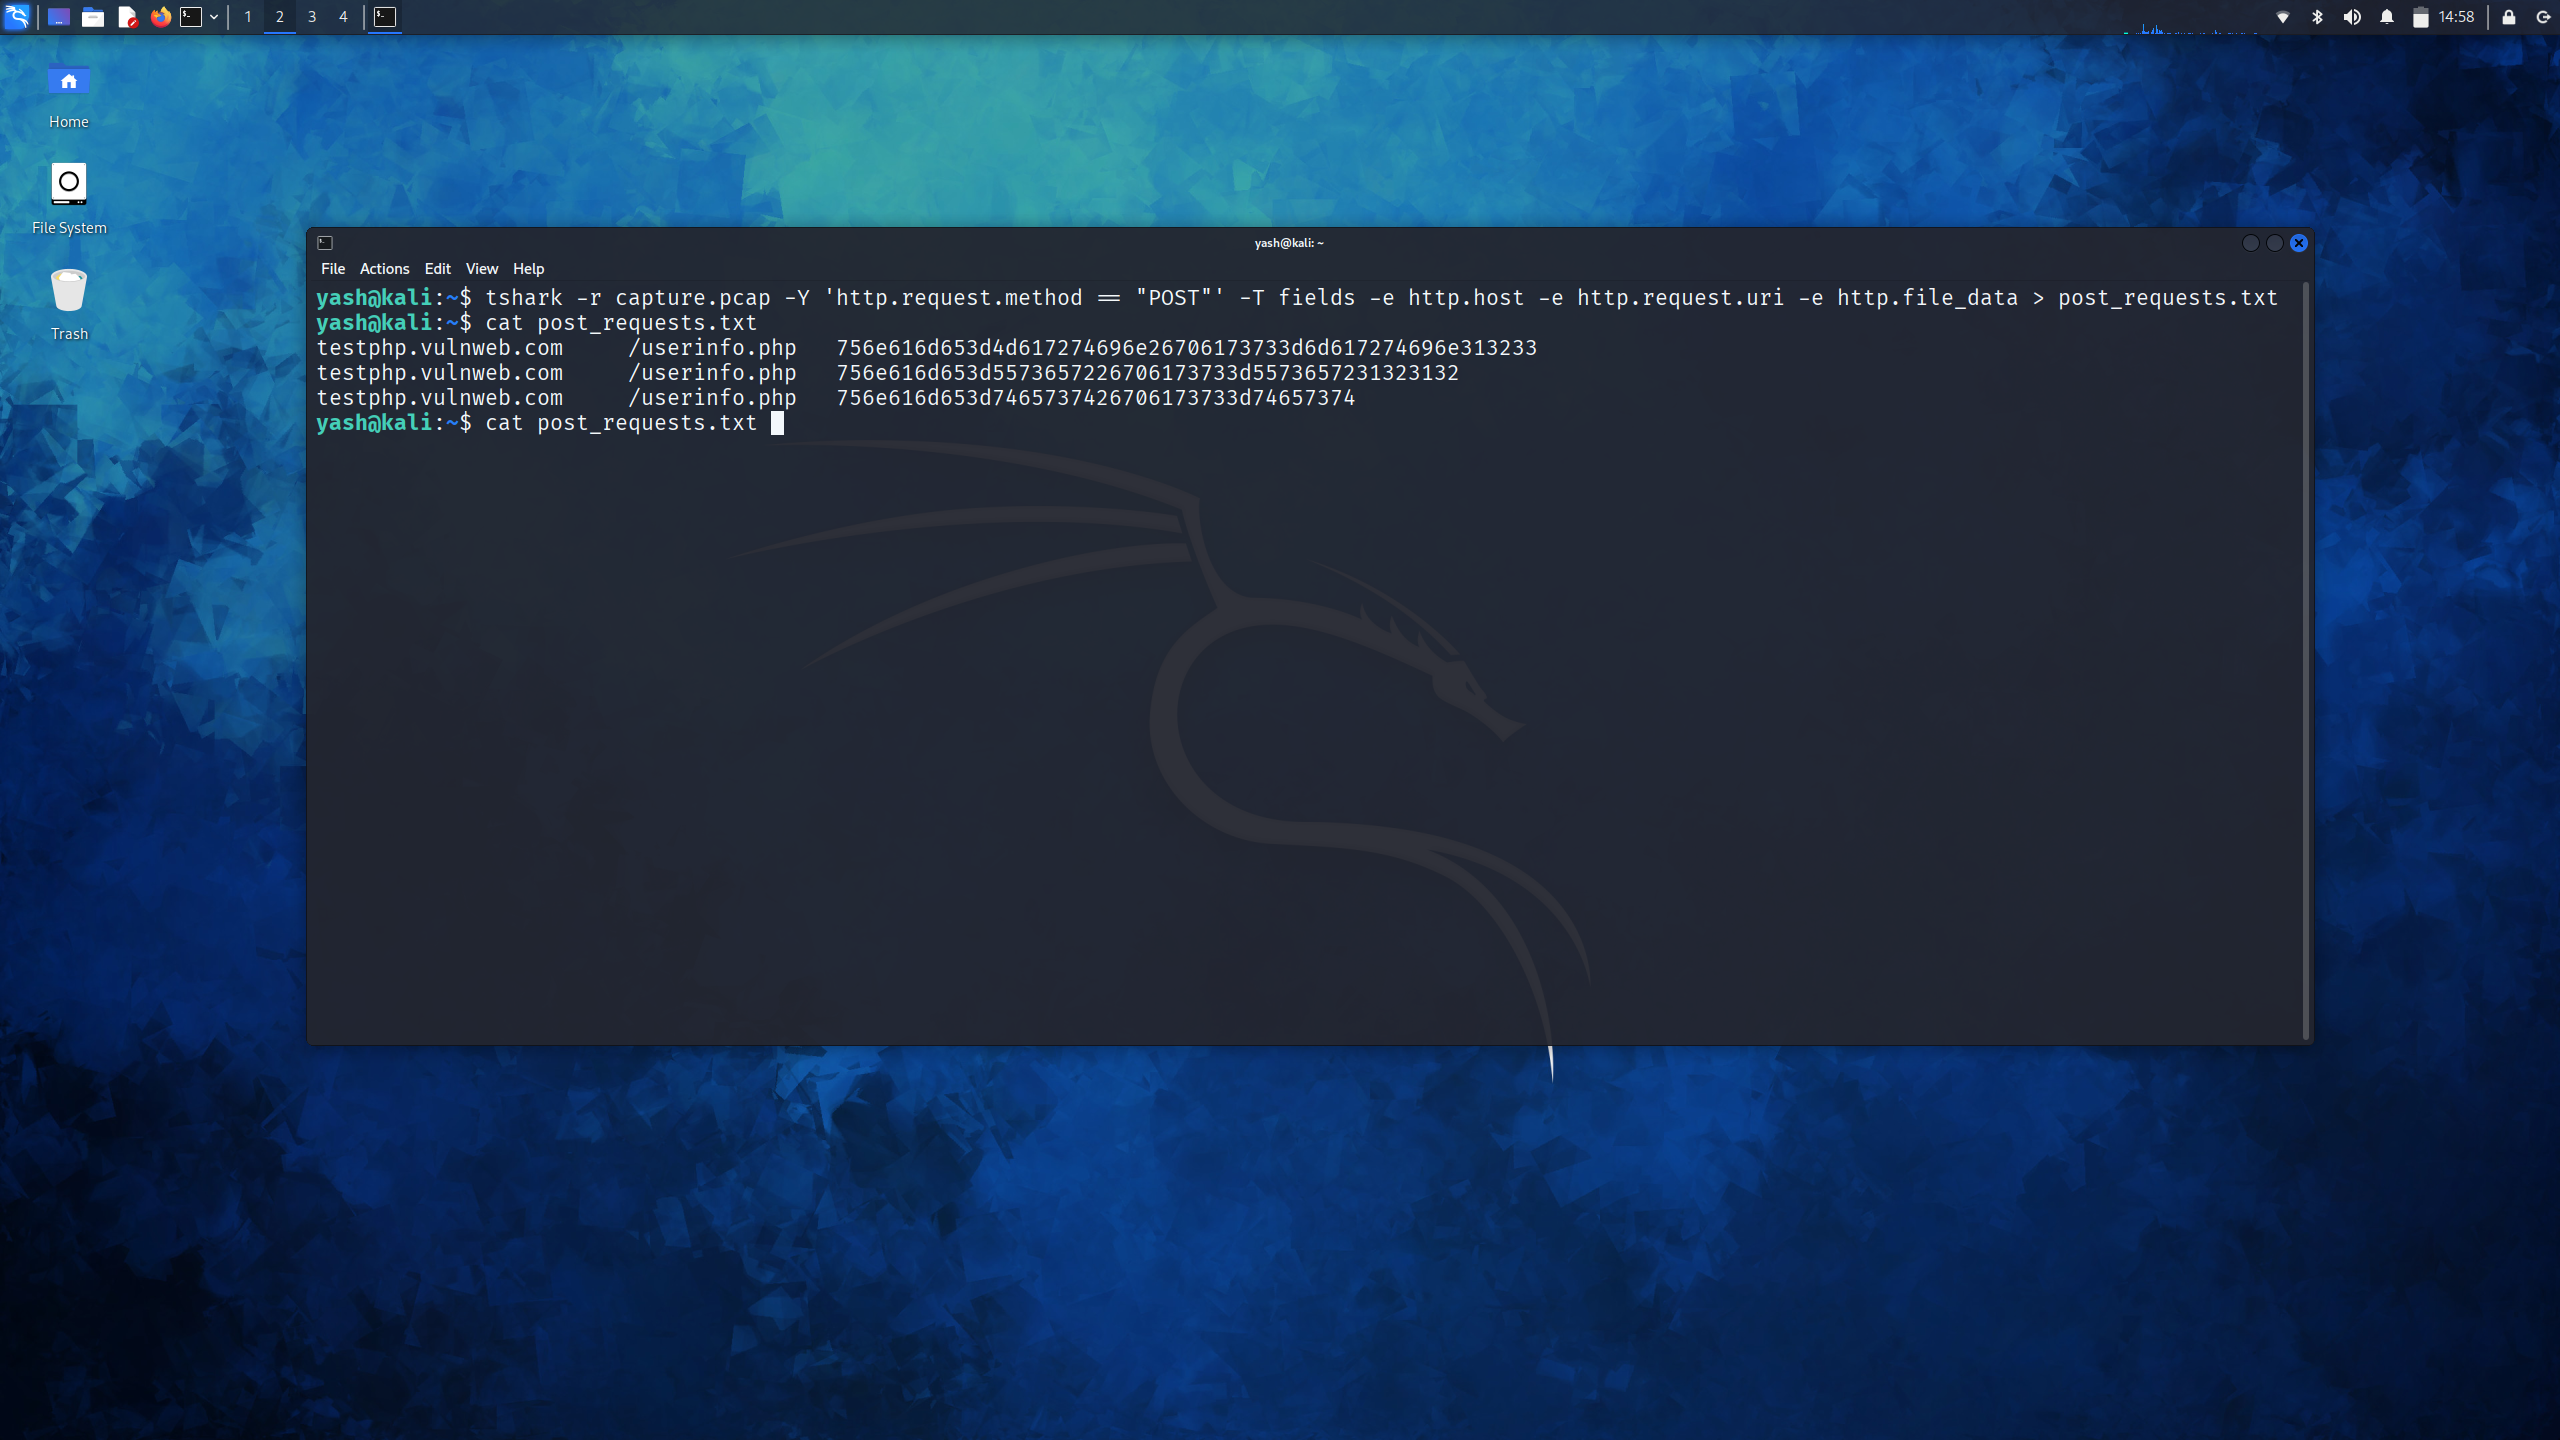 1 2 3 4 14:58
Home
File System
Trash
yash@kali: ~
File Actions Edit View Help
yash@kali:~$ tshark -r capture.pcap -Y 'http.request.method == "POST"' -T fields -e http.host -e http.request.uri -e http.file_data > post_requests.txt
yash@kali:~$ cat post_requests.txt
testphp.vulnweb.com /userinfo.php 756e616d653d4d617274696e26706173733d6d617274696e313233
testphp.vulnweb.com /userinfo.php 756e616d653d5573657226706173733d5573657231323132
testphp.vulnweb.com /userinfo.php 756e616d653d7465737426706173733d74657374
yash@kali:~$ cat post_requests.txt